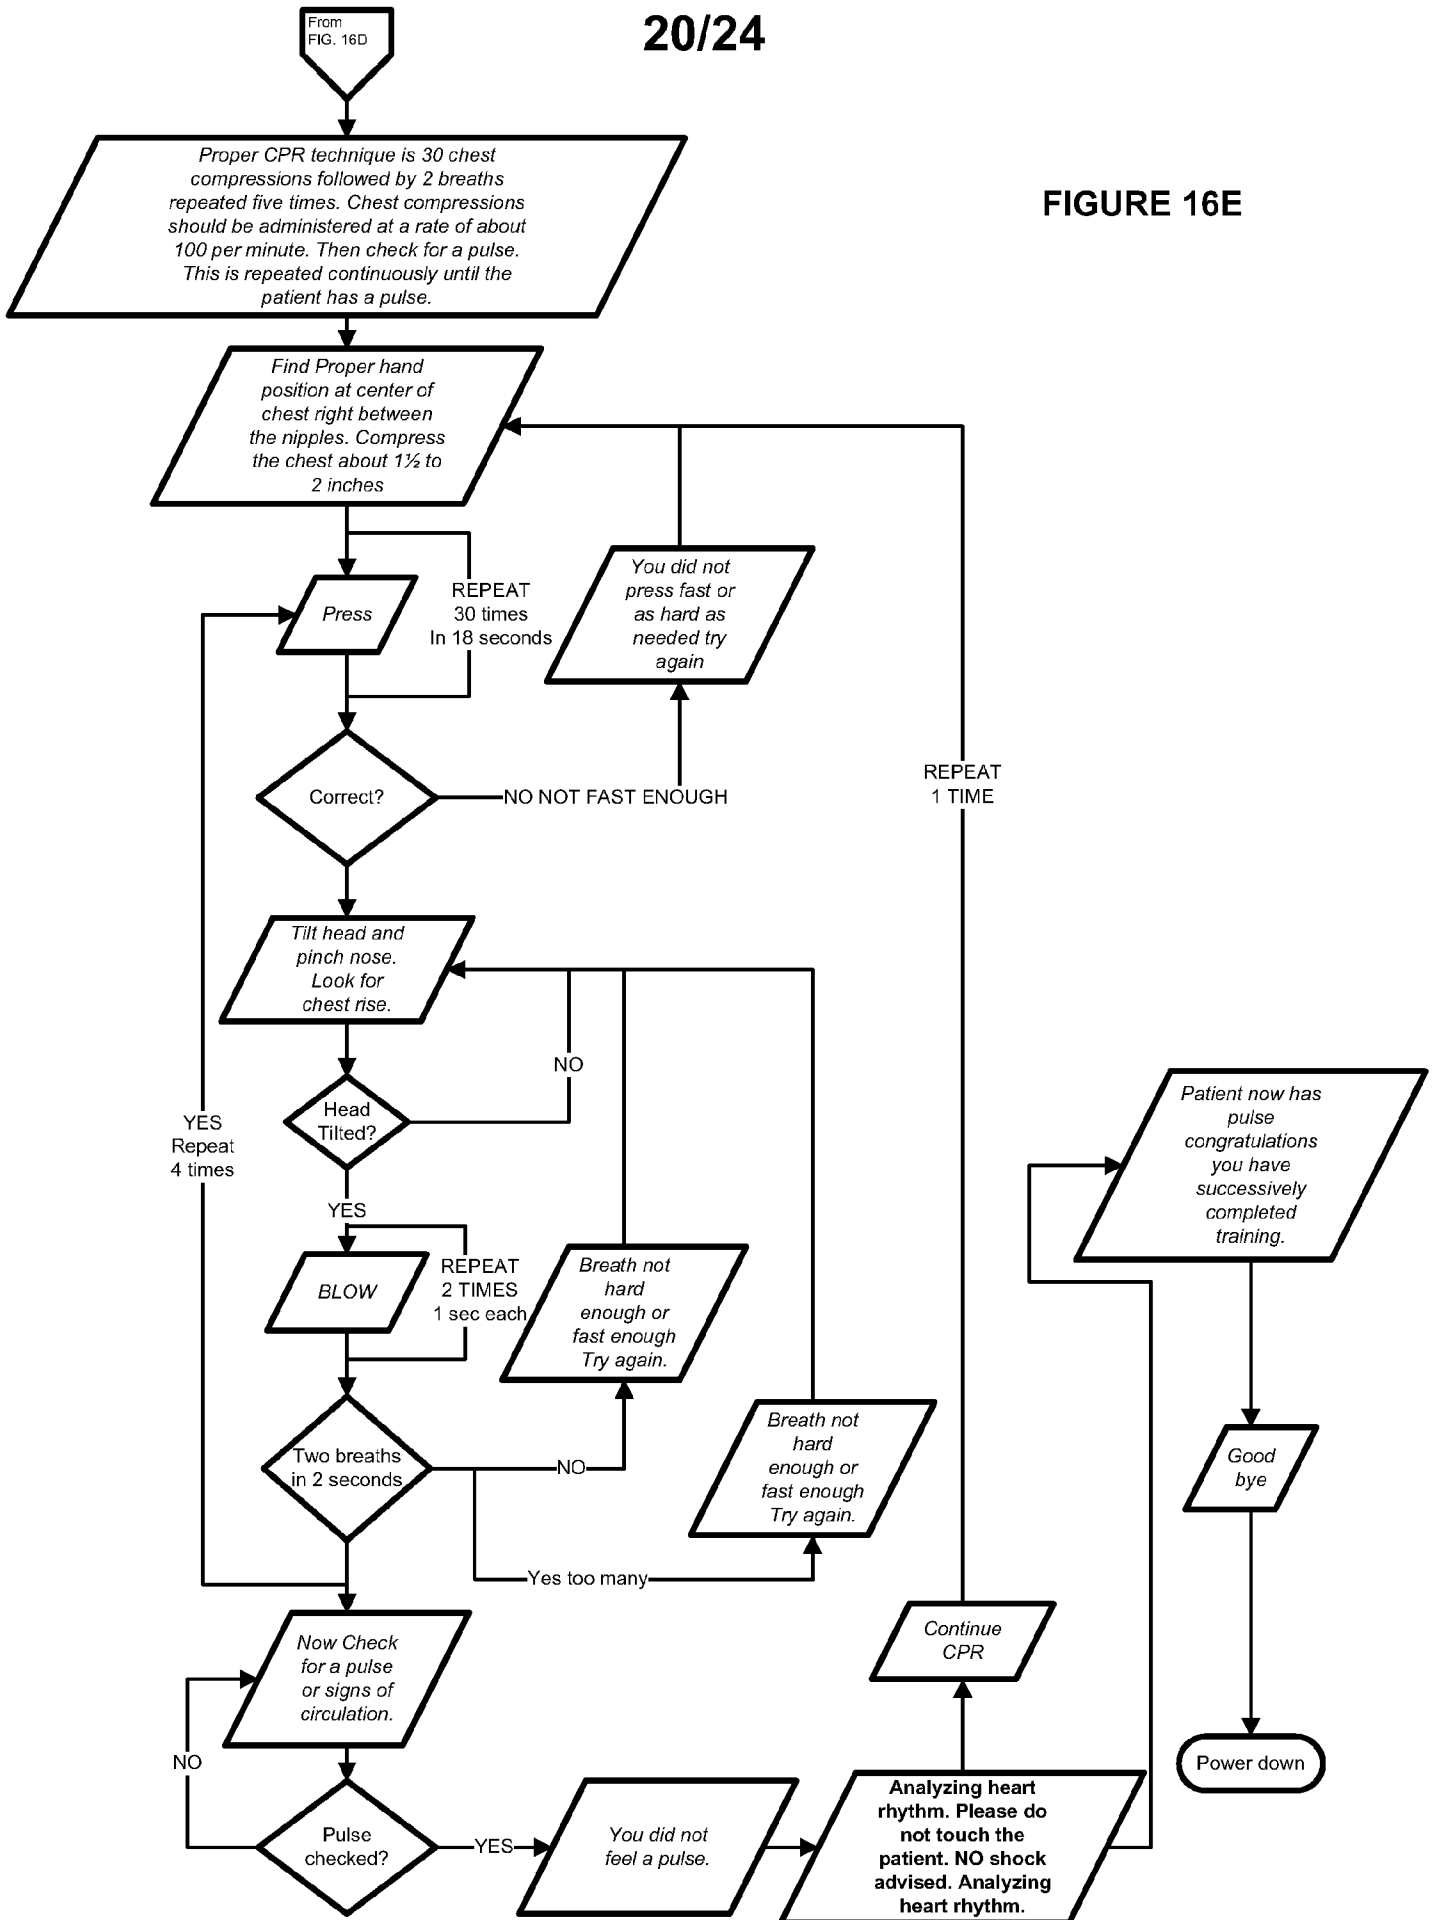 From
FIG. 16D
20/24
FIGURE 16E
Proper CPR technique is 30 chest
compressions followed by 2 breaths
repeated five times. Chest compressions
should be administered at a rate of about
100 per minute. Then check for a pulse.
This is repeated continuously until the
patient has a pulse.
Find Proper hand
position at center of
chest right between
the nipples. Compress
the chest about 1½ to
2 inches
Press
REPEAT
30 times
In 18 seconds
You did not
press fast or
as hard as
needed try
again
Correct?
NO NOT FAST ENOUGH
REPEAT
1 TIME
Tilt head and
pinch nose.
Look for
chest rise.
NO
Head
Tilted?
YES
Repeat
4 times
YES
BLOW
REPEAT
2 TIMES
1 sec each
Breath not
hard
enough or
fast enough
Try again.
Two breaths
in 2 seconds
NO
Breath not
hard
enough or
fast enough
Try again.
Yes too many
Now Check
for a pulse
or signs of
circulation.
NO
Pulse
checked?
YES
You did not
feel a pulse.
Analyzing heart
rhythm. Please do
not touch the
patient. NO shock
advised. Analyzing
heart rhythm.
Continue
CPR
Patient now has
pulse
congratulations
you have
successively
completed
training.
Good
bye
Power down